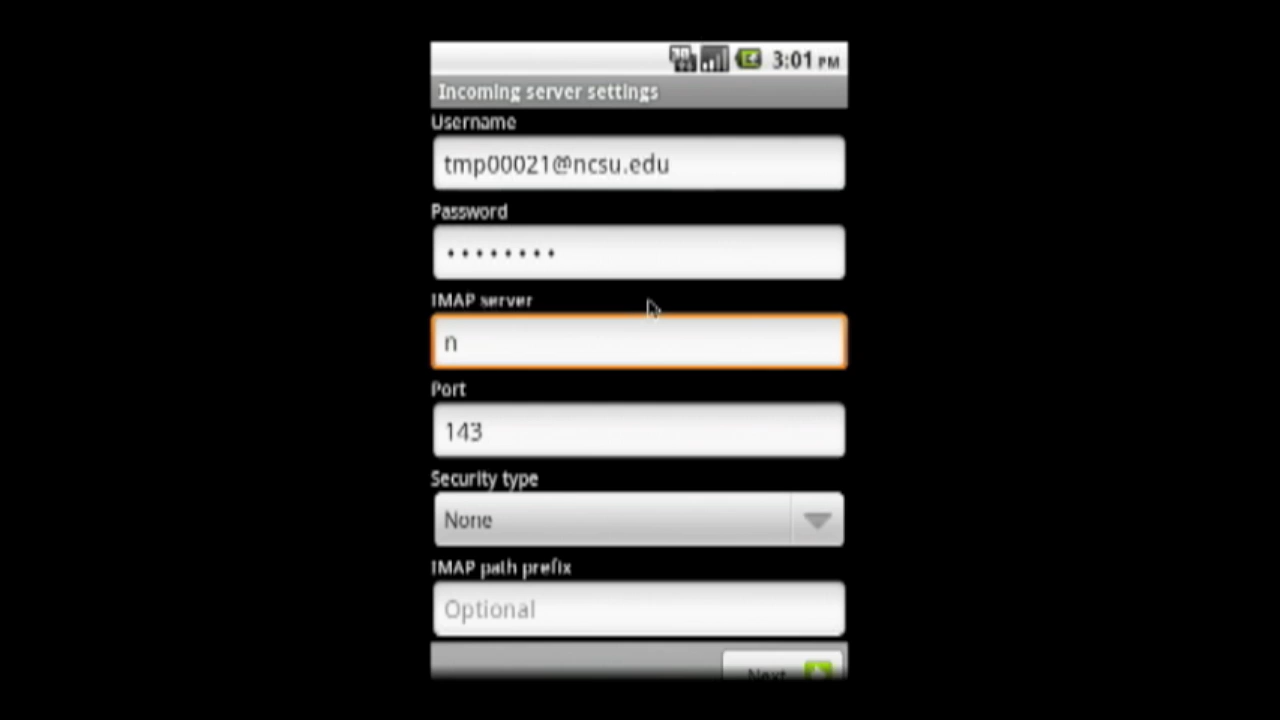 3:01 PM
Incoming server settings
Username
tmp00021@ncsu.edu
Password
••••••••
IMAP server
n
Port
143
Security type
None
IMAP path prefix
Optional
Next